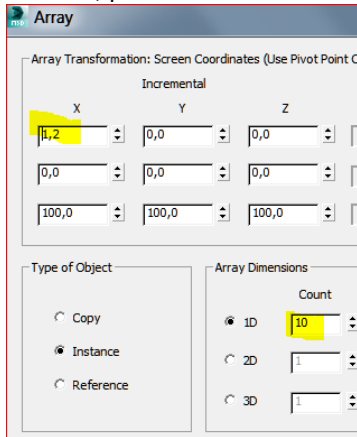 Array
Array Transformation: Screen Coordinates (Use Pivot Point C
Incremental
X Y Z
1,2 0,0 0,0
0,0 0,0 0,0
100,0 100,0 100,0
Type of Object Array Dimensions
Count
Copy 1D 10
Instance 2D 1
Reference 3D 1